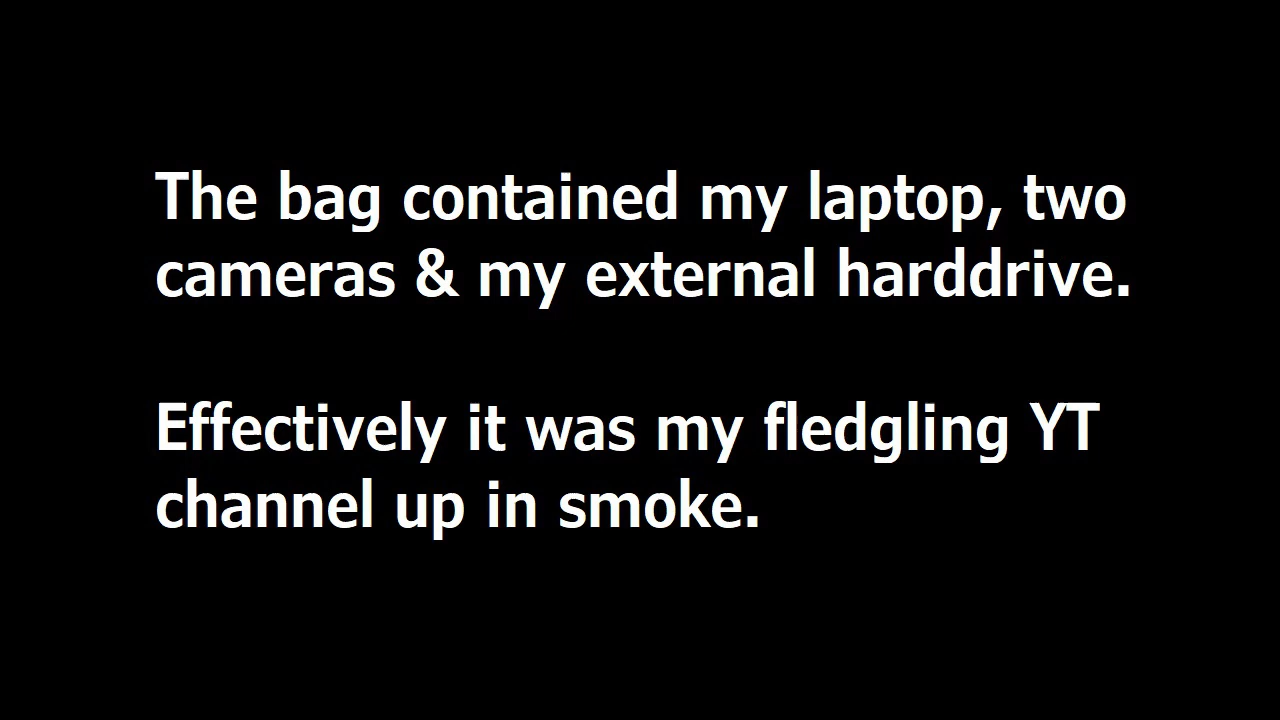 The bag contained my laptop, two
cameras & my external harddrive.
Effectively it was my fledgling YT
channel up in smoke.